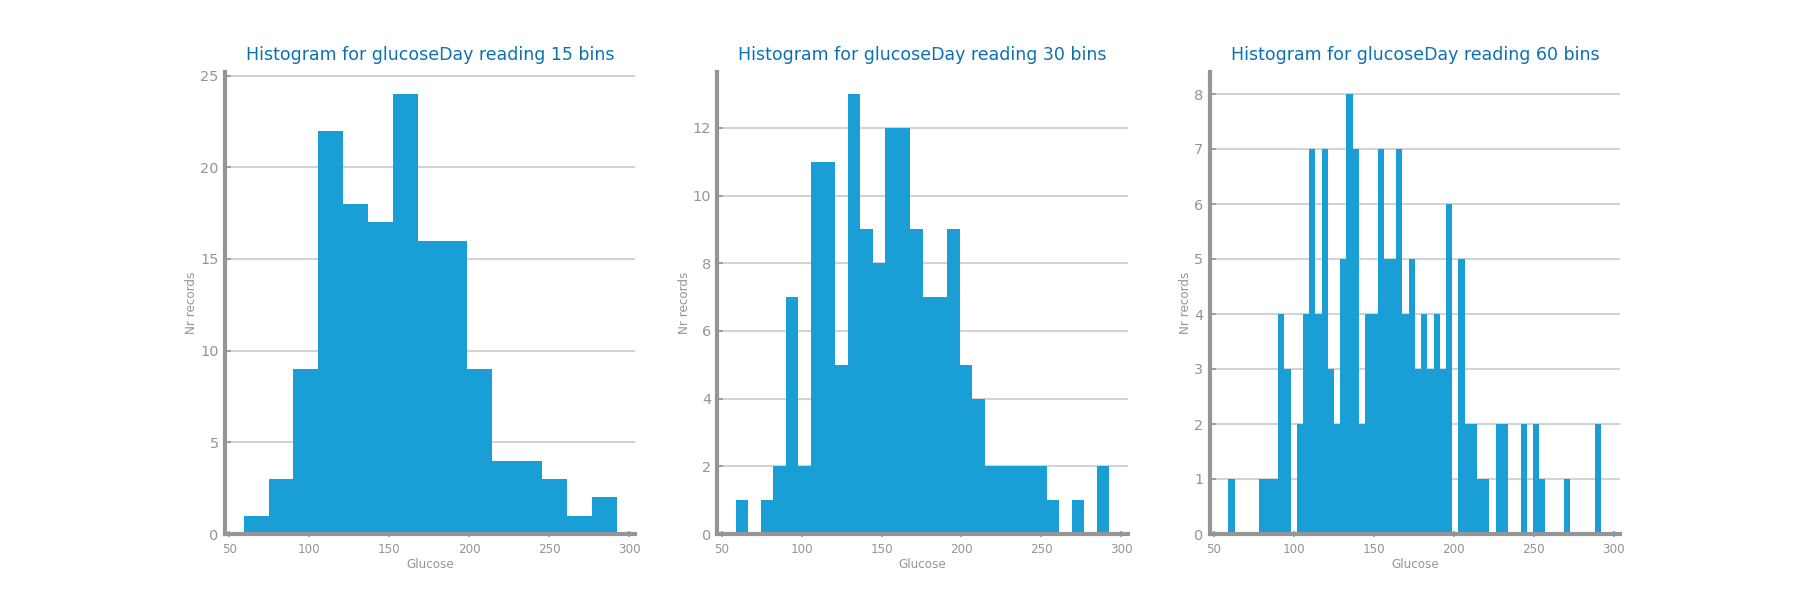 Histogram for glucoseDay reading 15 bins
25
20
15
10
5
0
Nr records
50 100 150 200 250 300
Glucose
Histogram for glucoseDay reading 30 bins
12
10
8
6
4
2
0
Nr records
50 100 150 200 250 300
Glucose
Histogram for glucoseDay reading 60 bins
8
7
6
5
4
3
2
1
0
Nr records
50 100 150 200 250 300
Glucose